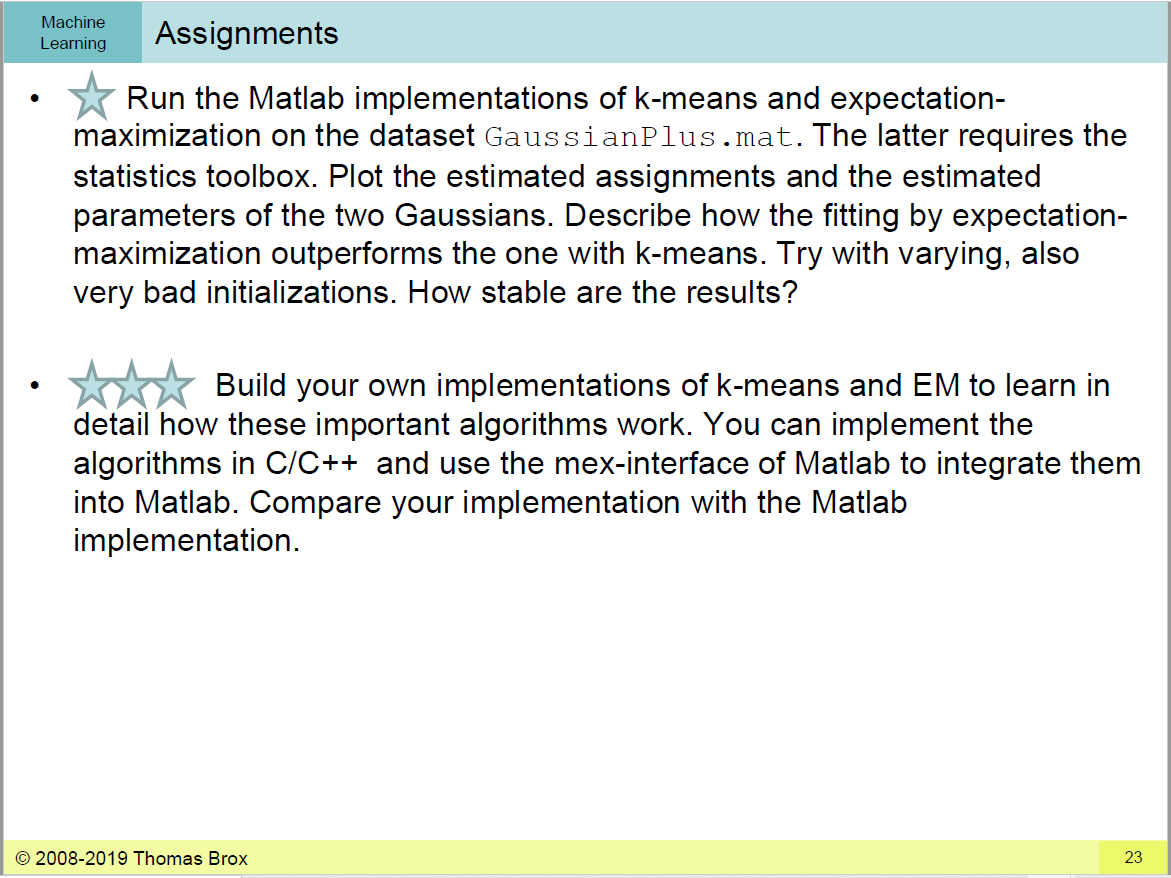 Machine
Learning
Assignments
• Run the Matlab implementations of k-means and expectation-
maximization on the dataset GaussianPlus.mat. The latter requires the
statistics toolbox. Plot the estimated assignments and the estimated
parameters of the two Gaussians. Describe how the fitting by expectation-
maximization outperforms the one with k-means. Try with varying, also
very bad initializations. How stable are the results?
• Build your own implementations of k-means and EM to learn in
detail how these important algorithms work. You can implement the
algorithms in C/C++ and use the mex-interface of Matlab to integrate them
into Matlab. Compare your implementation with the Matlab
implementation.
© 2008-2019 Thomas Brox
23